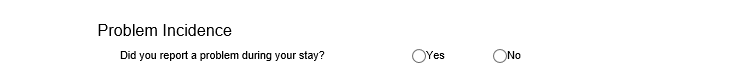 Problem Incidence
Did you report a problem during your stay? Yes No